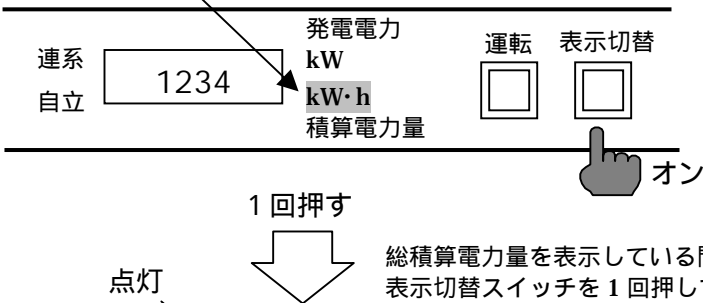 発電電力
連系
kW
運転
表示切替
1234
自立
kW・h
積算電力量
オン
1回押す
点灯
総積算電力量を表示している
表示切替スイッチを1回押し